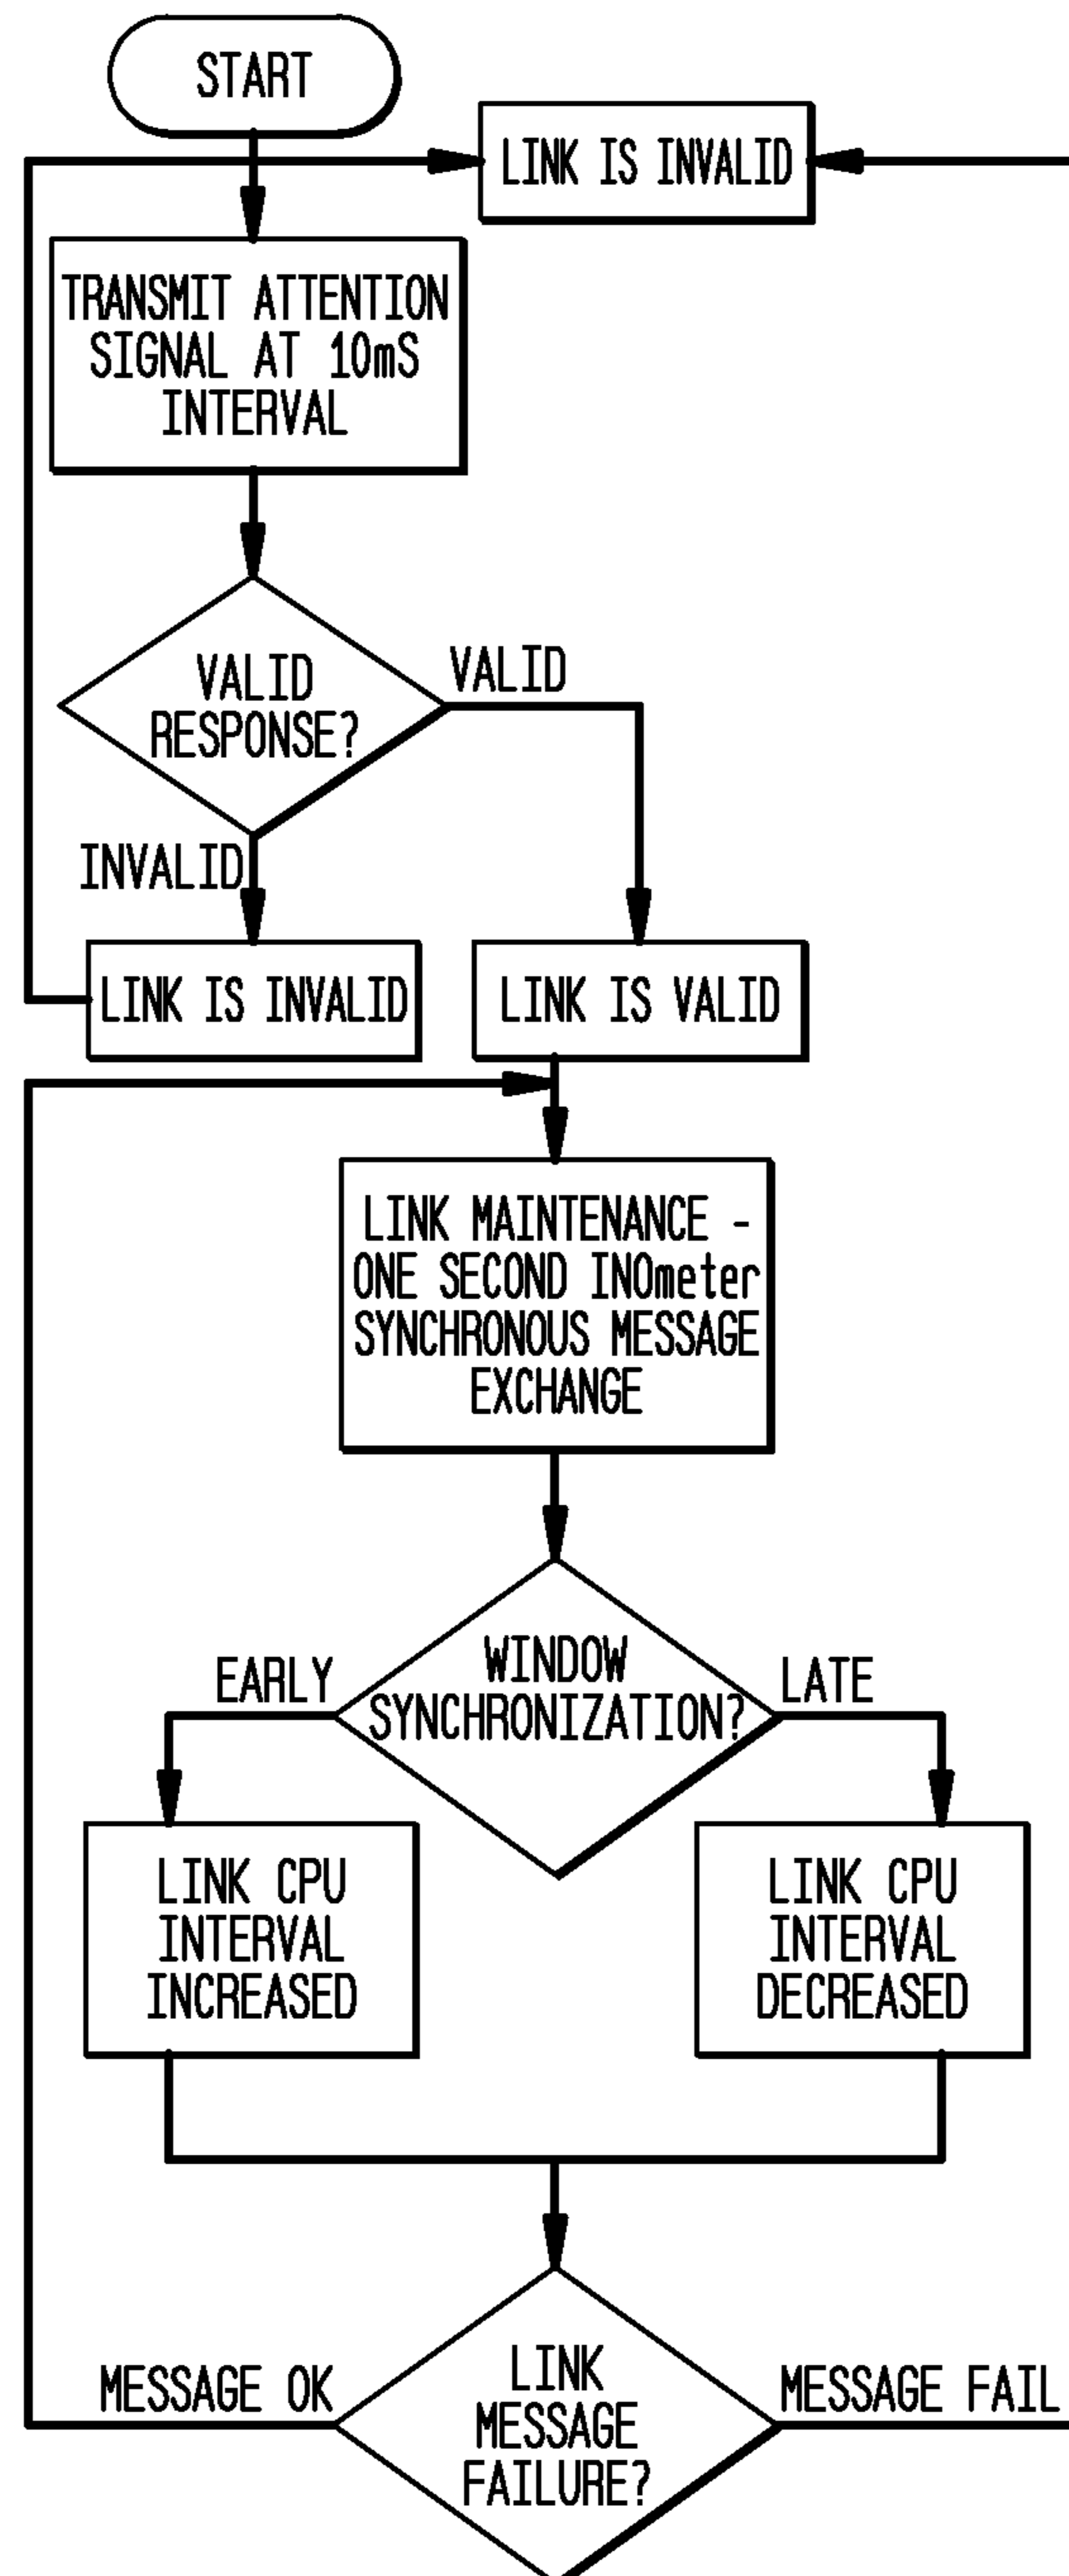 START
LINK IS INVALID
TRANSMIT ATTENTION
SIGNAL AT 10mS
INTERVAL
VALID
RESPONSE?
VALID
INVALID
LINK IS INVALID
LINK IS VALID
LINK MAINTENANCE -
ONE SECOND INOmeter
SYNCHRONOUS MESSAGE
EXCHANGE
WINDOW
SYNCHRONIZATION?
EARLY
LATE
LINK CPU
INTERVAL
INCREASED
LINK CPU
INTERVAL
DECREASED
LINK
MESSAGE
FAILURE?
MESSAGE OK
MESSAGE FAIL